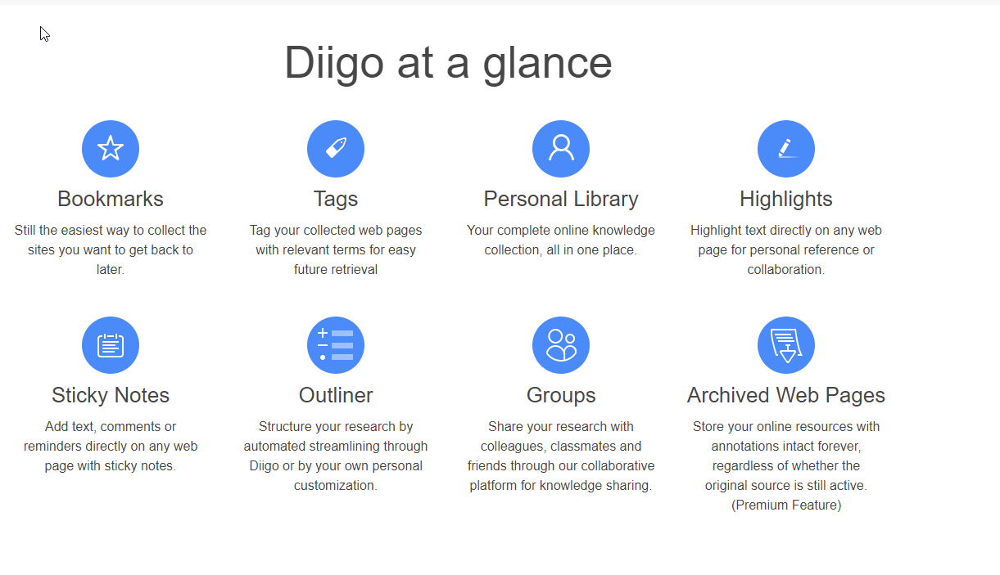 Diigo at a glance
Bookmarks
Still the easiest way to collect the
sites you want to get back to
later.
Tags
Tag your collected web pages
with relevant terms for easy
future retrieval
Personal Library
Your complete online knowledge
collection, all in one place.
Highlights
Highlight text directly on any web
page for personal reference or
collaboration.
Sticky Notes
Add text, comments or
reminders directly on any web
page with sticky notes.
Outliner
Structure your research by
automated streamlining through
Diigo or by your own personal
customization.
Groups
Share your research with
colleagues, classmates and
friends through our collaborative
platform for knowledge sharing.
Archived Web Pages
Store your online resources with
annotations intact forever,
regardless of whether the
original source is still active.
(Premium Feature)